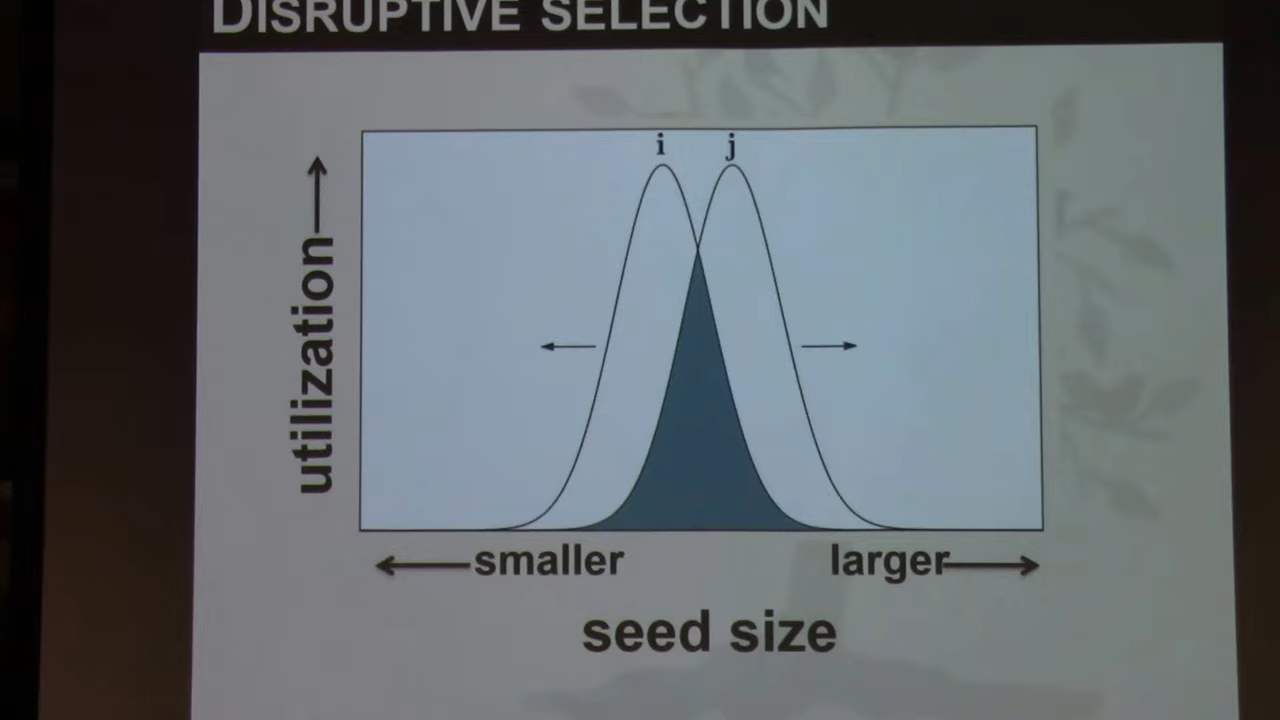 DISRUPTIVE SELECTION
i j
utilization
smaller larger
seed size